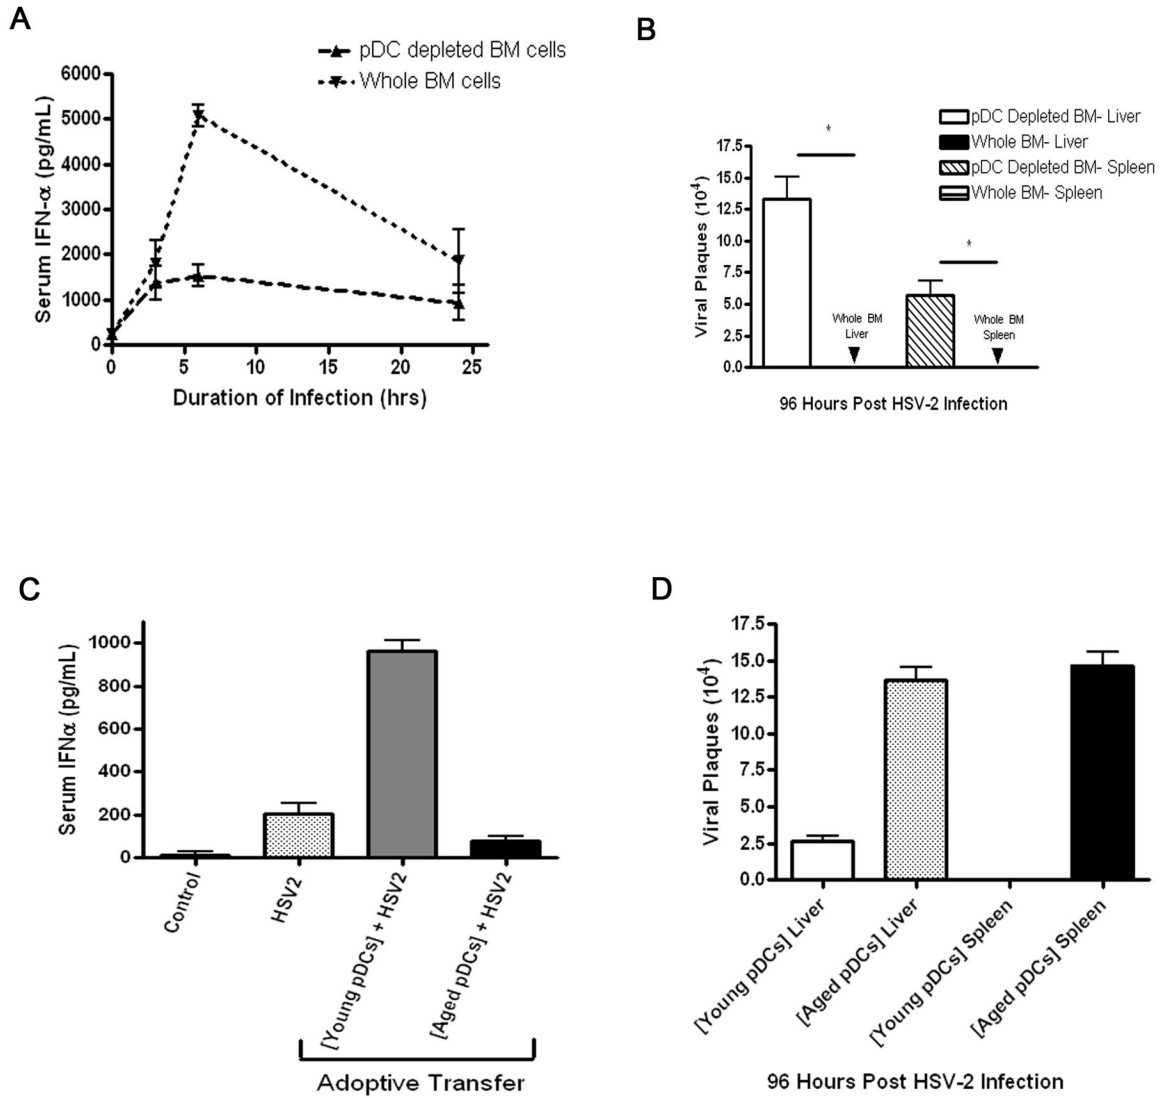 A
pDC depleted BM cells
Whole BM cells
6000
5000
4000
3000
2000
1000
0
Serum IFN-α (pg/mL)
0
5
10
15
20
25
Duration of Infection (hrs)
B
pDC Depleted BM- Liver
Whole BM- Liver
pDC Depleted BM- Spleen
Whole BM- Spleen
17.5
15.0
12.5
10.0
7.5
5.0
2.5
0.0
Viral Plaques (10⁴)
*
*
Whole BM
Liver
Whole BM
Spleen
96 Hours Post HSV-2 Infection
C
1000
800
600
400
200
0
Serum IFNα (pg/mL)
Control
HSV2
[Young pDCs] + HSV2
[Aged pDCs] + HSV2
Adoptive Transfer
D
17.5
15.0
12.5
10.0
7.5
5.0
2.5
0.0
Viral Plaques (10⁴)
[Young pDCs] Liver
[Aged pDCs] Liver
[Young pDCs] Spleen
[Aged pDCs] Spleen
96 Hours Post HSV-2 Infection